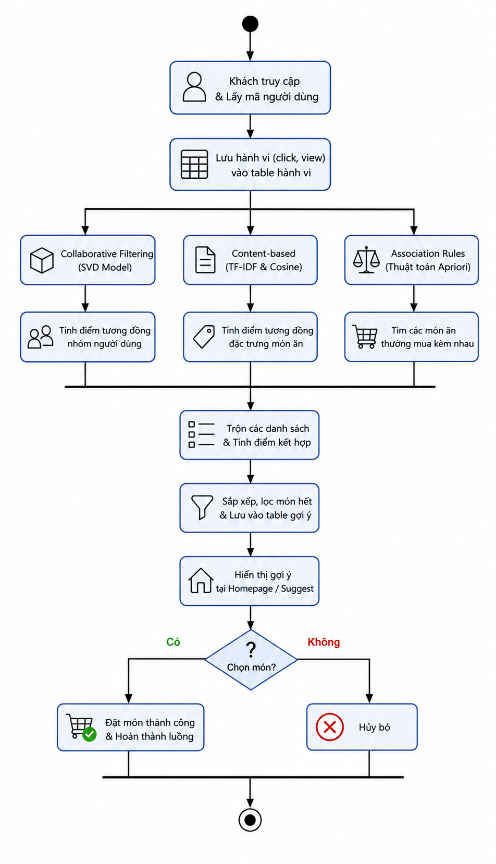 Khách truy cập
& Lấy mã người dùng
Lưu hành vi (click, view)
vào table hành vi
Collaborative Filtering
(SVD Model)
Content-based
(TF-IDF & Cosine)
Association Rules
(Thuật toán Apriori)
Tính điểm tương đồng
nhóm người dùng
Tính điểm tương đồng
đặc trưng món ăn
Tìm các món ăn
thường mua kèm nhau
Trộn các danh sách
& Tính điểm kết hợp
Sắp xếp, lọc món hết
& Lưu vào table gợi ý
Hiển thị gợi ý
tại Homepage / Suggest
Có
?
Không
Chọn món?
Đặt món thành công
& Hoàn thành luồng
Hủy bỏ